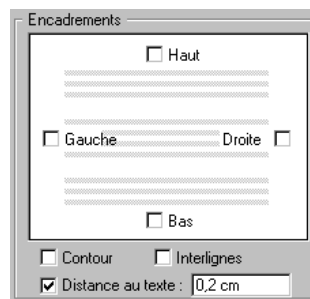 Encadrements
Haut
Gauche Droite
Bas
Contour Interlignes
Distance au texte : 0,2 cm